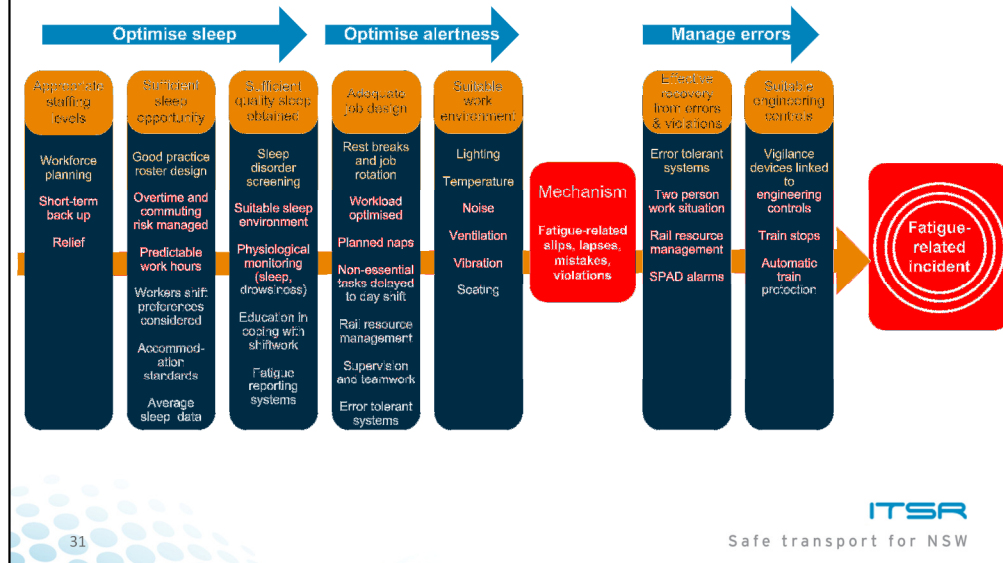 Optimise sleep
Optimise alertness
Manage errors
Appropriate
staffing
levels
Workforce
planning
Short-term
back up
Relief
Sufficient
sleep
opportunity
Good practice
roster design
Overtime and
commuting
risk managed
Predictable
work hours
Workers shift
preferences
considered
Accommod-
ation
standards
Average
sleep data
Sufficient
quality sleep
obtained
Sleep
disorder
screening
Suitable sleep
environment
Physiological
monitoring
(sleep,
drowsiness)
Education in
coping with
shiftwork
Fatigue
reporting
systems
Adequate
job design
Rest breaks
and job
rotation
Workload
optimised
Planned naps
Non-essential
tasks delayed
to day shift
Rail resource
management
Supervision
and teamwork
Error tolerant
systems
Suitable
work
environment
Lighting
Temperature
Noise
Ventilation
Vibration
Seating
Mechanism
Fatigue-related
slips, lapses,
mistakes,
violations
Effective
recovery
from errors
& violations
Error tolerant
systems
Two person
work situation
Rail resource
management
SPAD alarms
Suitable
engineering
controls
Vigilance
devices linked
to
engineering
controls
Train stops
Automatic
train
protection
Fatigue-
related
incident
31
ITSR
Safe transport for NSW